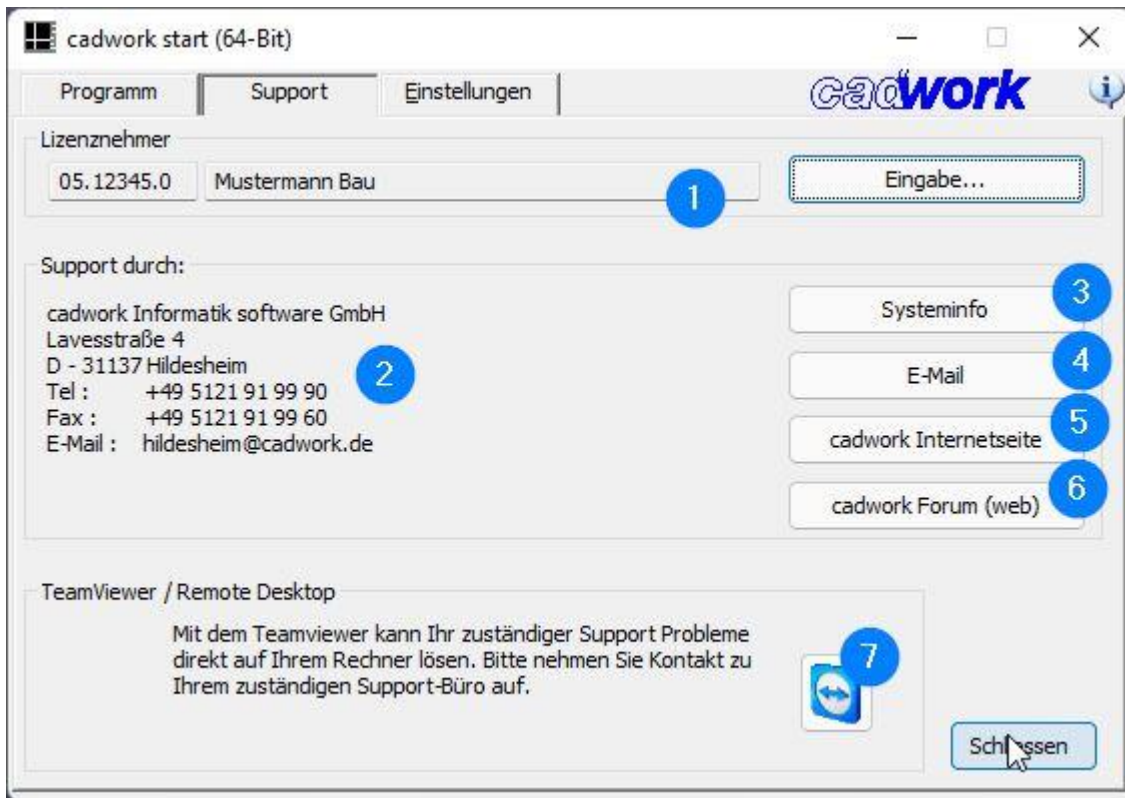 cadwork start (64-Bit)
Programm
Support
Einstellungen
cadwork
i
Lizenznehmer
05.12345.0
Mustermann Bau
1
Eingabe...
Support durch:
cadwork Informatik software GmbH
Lavesstraße 4
D - 31137 Hildesheim
2
Tel : +49 5121 91 99 90
Fax : +49 5121 91 99 60
E-Mail : hildesheim@cadwork.de
Systeminfo
3
E-Mail
4
cadwork Internetseite
5
cadwork Forum (web)
6
TeamViewer / Remote Desktop
Mit dem Teamviewer kann Ihr zuständiger Support Probleme
direkt auf Ihrem Rechner lösen. Bitte nehmen Sie Kontakt zu
Ihrem zuständigen Support-Büro auf.
7
Schliessen